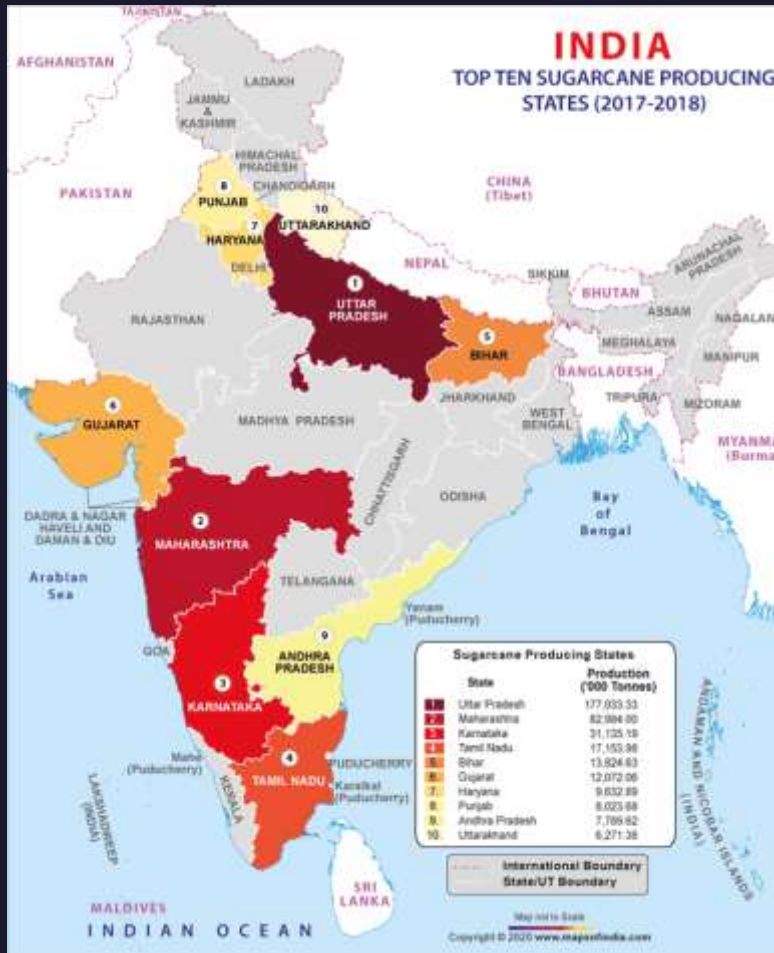 INDIA
TOP TEN SUGARCANE PRODUCING
STATES (2017-2018)
TAJIKISTAN
AFGHANISTAN
LADAKH
JAMMU
&
KASHMIR
HIMACHAL
PRADESH
CHINA
(Tibet)
PAKISTAN
8
PUNJAB
CHANDIGARH
10
UTTARAKHAND
7
HARYANA
DELHI
NEPAL
ARUNACHAL
PRADESH
SIKKIM
BHUTAN
1
UTTAR
PRADESH
RAJASTHAN
ASSAM
NAGALAN
5
BIHAR
MEGHALAYA
MANIPUR
BANGLADESH
TRIPURA
MIZORAM
6
GUJARAT
MADHYA PRADESH
JHARKHAND
WEST
BENGAL
MYANMA
(Burma
CHHATTISGARH
ODISHA
DADRA & NAGAR
HAVELI AND
DAMAN & DIU
2
MAHARASHTRA
Bay
of
Bengal
Arabian
Sea
TELANGANA
Yanam
(Puducherry)
GOA
9
ANDHRA
PRADESH
3
KARNATAKA
Sugarcane Producing States
State
Production
('000 Tonnes)
1. Uttar Pradesh 177,033.33
2. Maharashtra 82,984.00
3. Karnataka 31,135.19
4. Tamil Nadu 17,153.98
5. Bihar 13,824.63
6. Gujarat 12,072.06
7. Haryana 9,632.89
8. Punjab 8,023.68
9. Andhra Pradesh 7,789.62
10. Uttarakhand 6,271.38
Mahe
(Puducherry)
4
TAMIL NADU
PUDUCHERRY
Karaikal
(Puducherry)
KERALA
LAKSHADWEEP
(INDIA)
ANDAMAN AND NICOBAR ISLANDS
(INDIA)
International Boundary
State/UT Boundary
SRI
LANKA
MALDIVES
INDIAN OCEAN
Map not to Scale
Copyright © 2020 www.mapsofindia.com